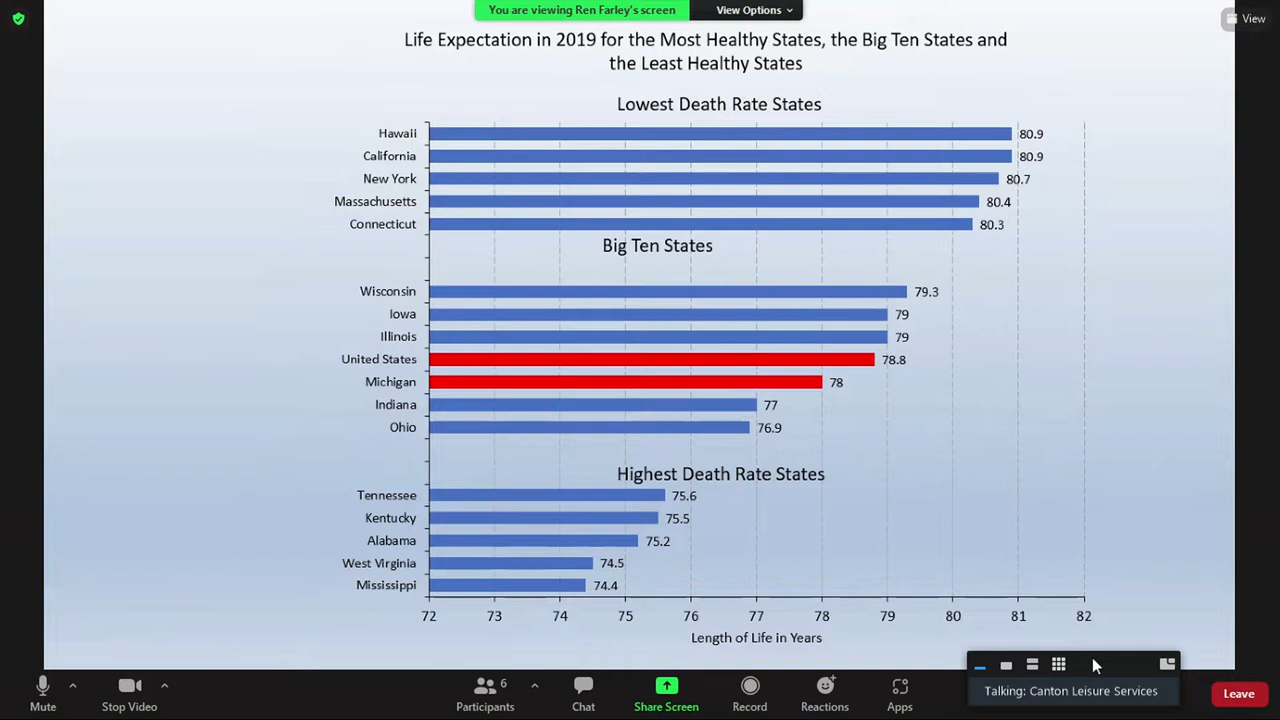 You are viewing Ren Farley's screen
View Options
View
Life Expectation in 2019 for the Most Healthy States, the Big Ten States and
the Least Healthy States
Lowest Death Rate States
Hawaii 80.9
California 80.9
New York 80.7
Massachusetts 80.4
Connecticut 80.3
Big Ten States
Wisconsin 79.3
Iowa 79
Illinois 79
United States 78.8
Michigan 78
Indiana 77
Ohio 76.9
Highest Death Rate States
Tennessee 75.6
Kentucky 75.5
Alabama 75.2
West Virginia 74.5
Mississippi 74.4
72 73 74 75 76 77 78 79 80 81 82
Length of Life in Years
Talking: Canton Leisure Services
Mute
Stop Video
Participants 6
Chat
Share Screen
Record
Reactions
Apps
Leave